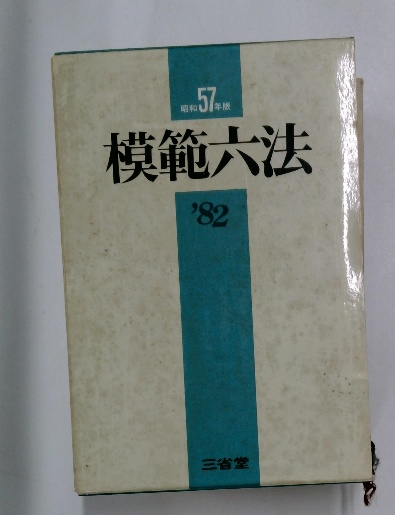 昭和57年版
模範六法
'82
三省堂